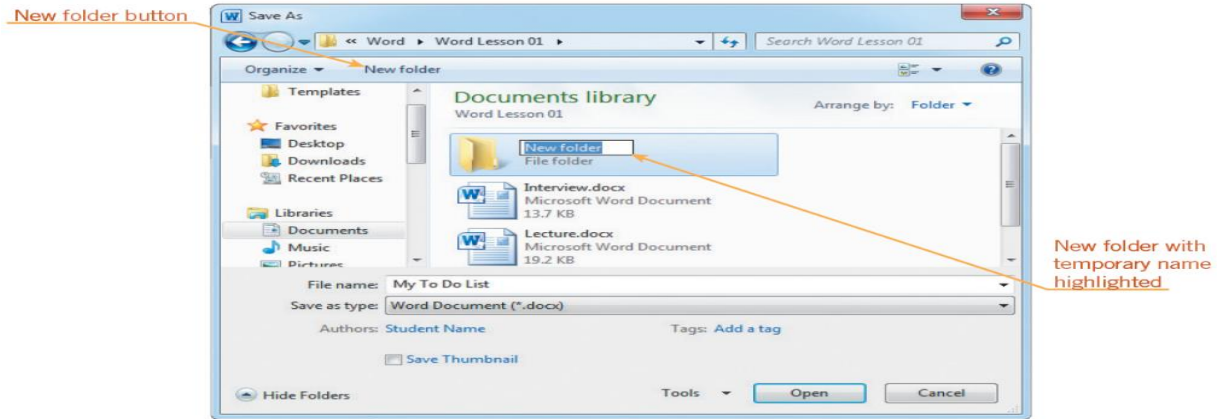 New folder button
Save As
« Word ▸ Word Lesson 01 ▸
Search Word Lesson 01
Organize
New folder
Templates
Favorites
Desktop
Downloads
Recent Places
Libraries
Documents
Music
Pictures
Documents library
Word Lesson 01
Arrange by: Folder
New folder
File folder
Interview.docx
Microsoft Word Document
13.7 KB
Lecture.docx
Microsoft Word Document
19.2 KB
New folder with
temporary name
highlighted
File name: My To Do List
Save as type: Word Document (*.docx)
Authors: Student Name
Tags: Add a tag
Save Thumbnail
Hide Folders
Tools
Open
Cancel